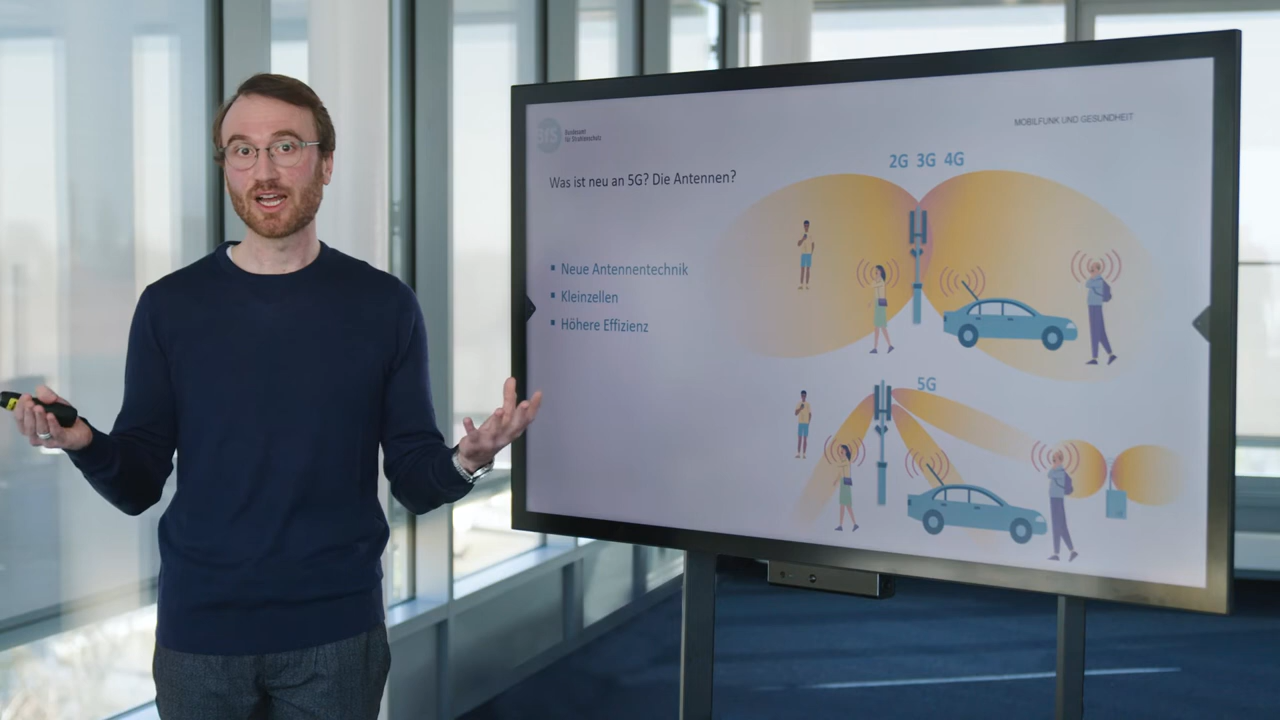 BfS
Bundesamt
für Strahlenschutz
MOBILFUNK UND GESUNDHEIT
Was ist neu an 5G? Die Antennen?
▪ Neue Antennentechnik
▪ Kleinzellen
▪ Höhere Effizienz
2G 3G 4G
5G